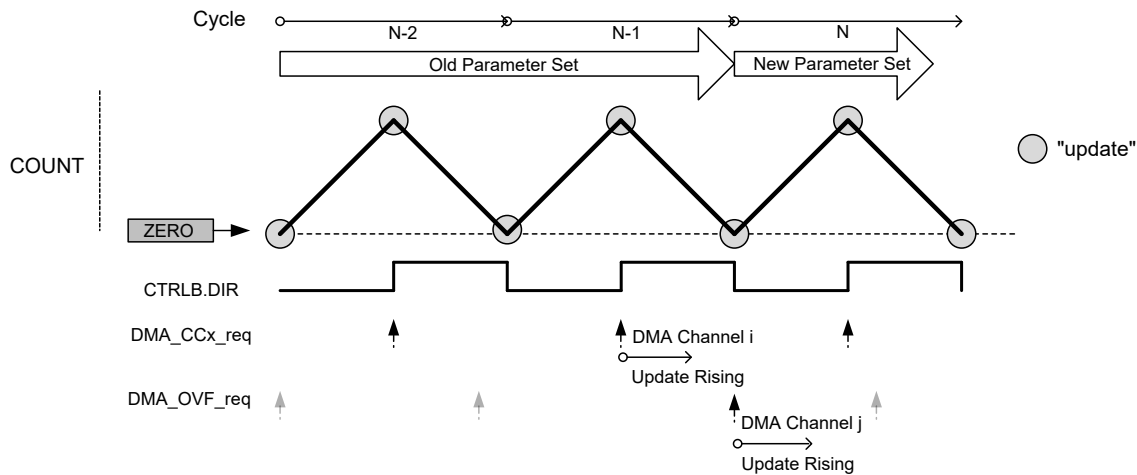 Cycle
N-2
N-1
N
Old Parameter Set
New Parameter Set
COUNT
"update"
ZERO
CTRLB.DIR
DMA_CCx_req
DMA Channel i
Update Rising
DMA_OVF_req
DMA Channel j
Update Rising